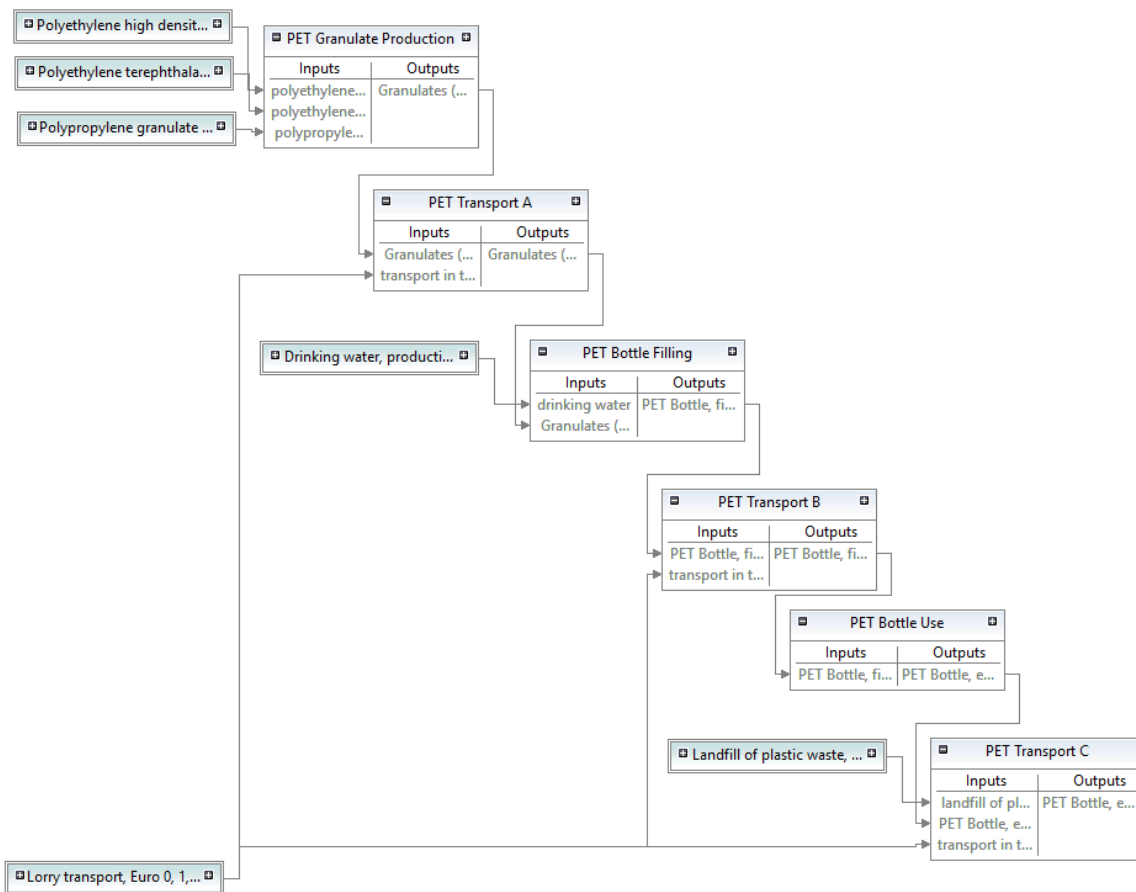 Polyethylene high densit...
Polyethylene terephthala...
Polypropylene granulate ...
PET Granulate Production
Inputs Outputs
polyethylene... Granulates (...
polyethylene...
polypropyle...
PET Transport A
Inputs Outputs
Granulates (... Granulates (...
transport in t...
Drinking water, producti...
PET Bottle Filling
Inputs Outputs
drinking water PET Bottle, fi...
Granulates (...
PET Transport B
Inputs Outputs
PET Bottle, fi... PET Bottle, fi...
transport in t...
PET Bottle Use
Inputs Outputs
PET Bottle, fi... PET Bottle, e...
Landfill of plastic waste, ...
PET Transport C
Inputs Outputs
landfill of pl... PET Bottle, e...
PET Bottle, e...
transport in t...
Lorry transport, Euro 0, 1,...